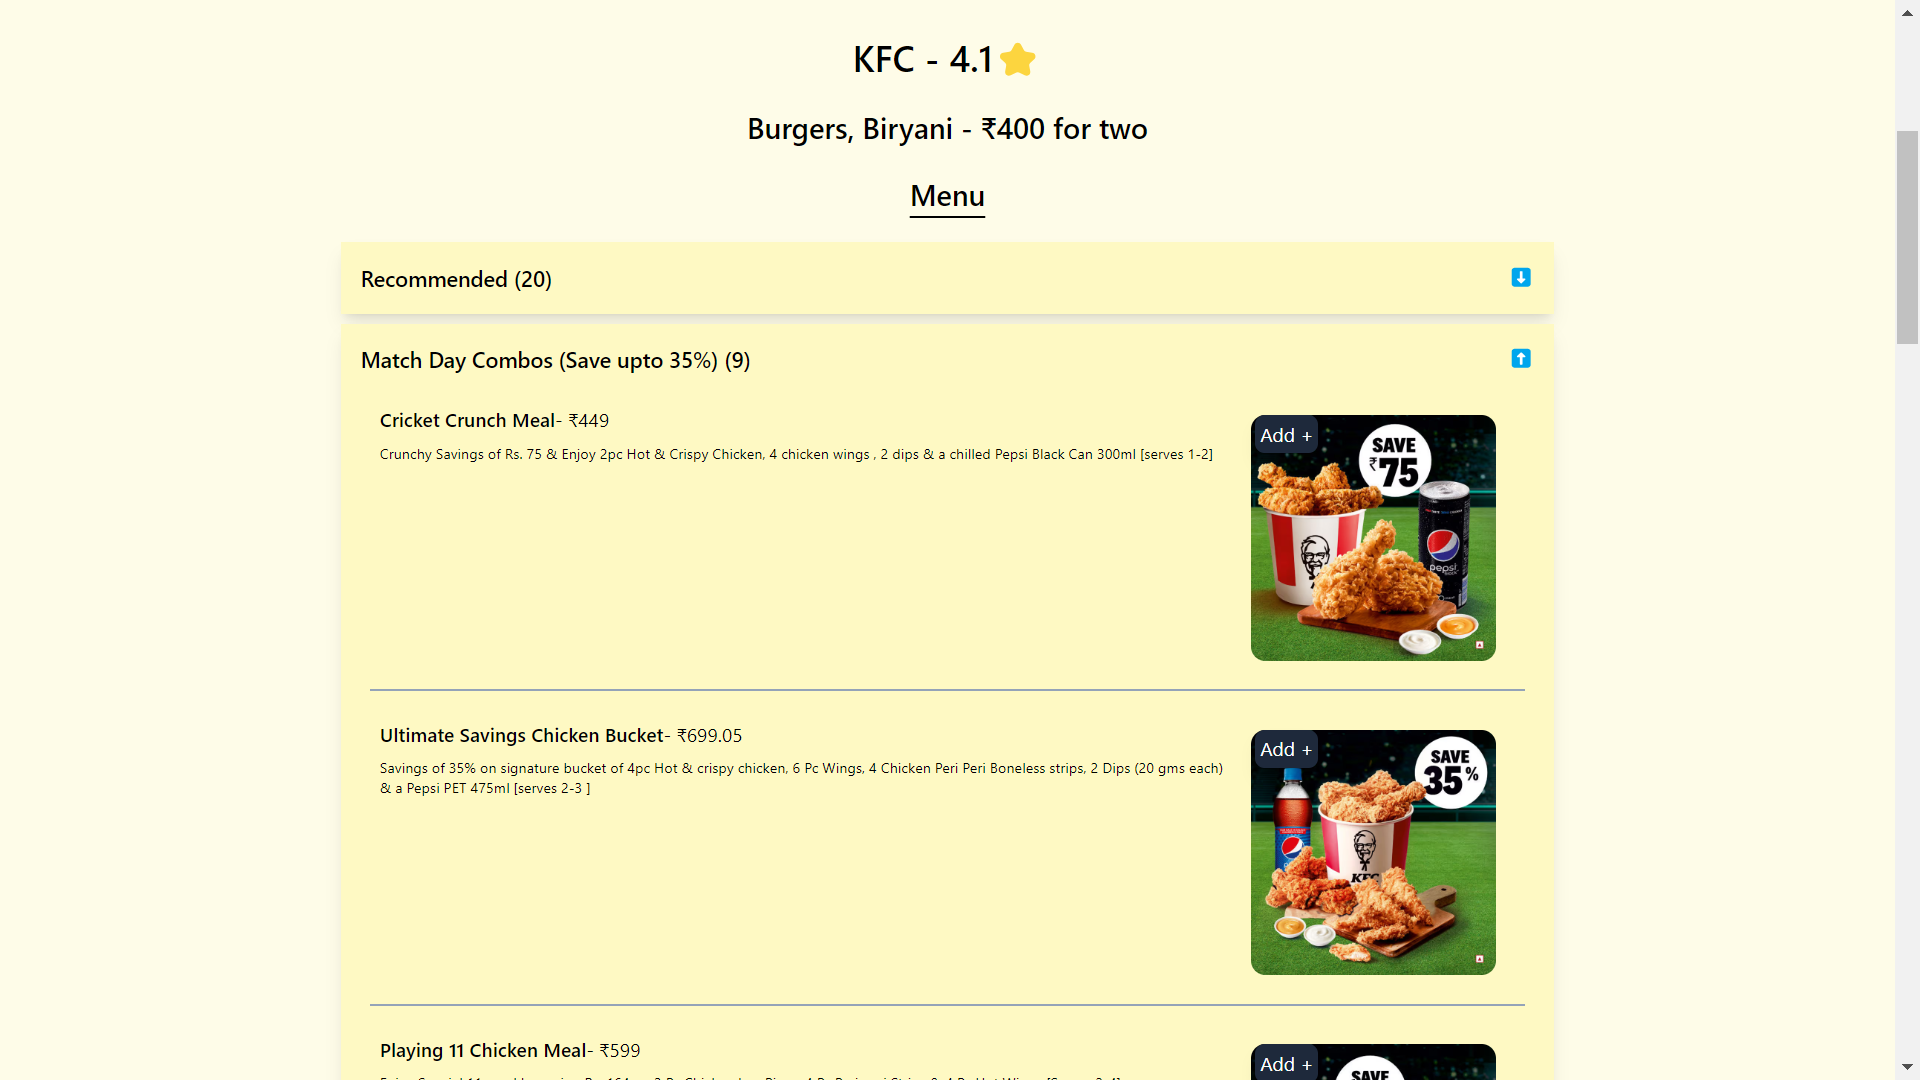 KFC - 4.1
Burgers, Biryani - ₹400 for two
Menu
Recommended (20)
Match Day Combos (Save upto 35%) (9)
Cricket Crunch Meal- ₹449
Crunchy Savings of Rs. 75 & Enjoy 2pc Hot & Crispy Chicken, 4 chicken wings , 2 dips & a chilled Pepsi Black Can 300ml [serves 1-2]
Add +
SAVE
₹75
pepsi
Ultimate Savings Chicken Bucket- ₹699.05
Savings of 35% on signature bucket of 4pc Hot & crispy chicken, 6 Pc Wings, 4 Chicken Peri Peri Boneless strips, 2 Dips (20 gms each)
& a Pepsi PET 475ml [serves 2-3 ]
Add +
SAVE
35%
KFC
Playing 11 Chicken Meal- ₹599
Add +
SAVE